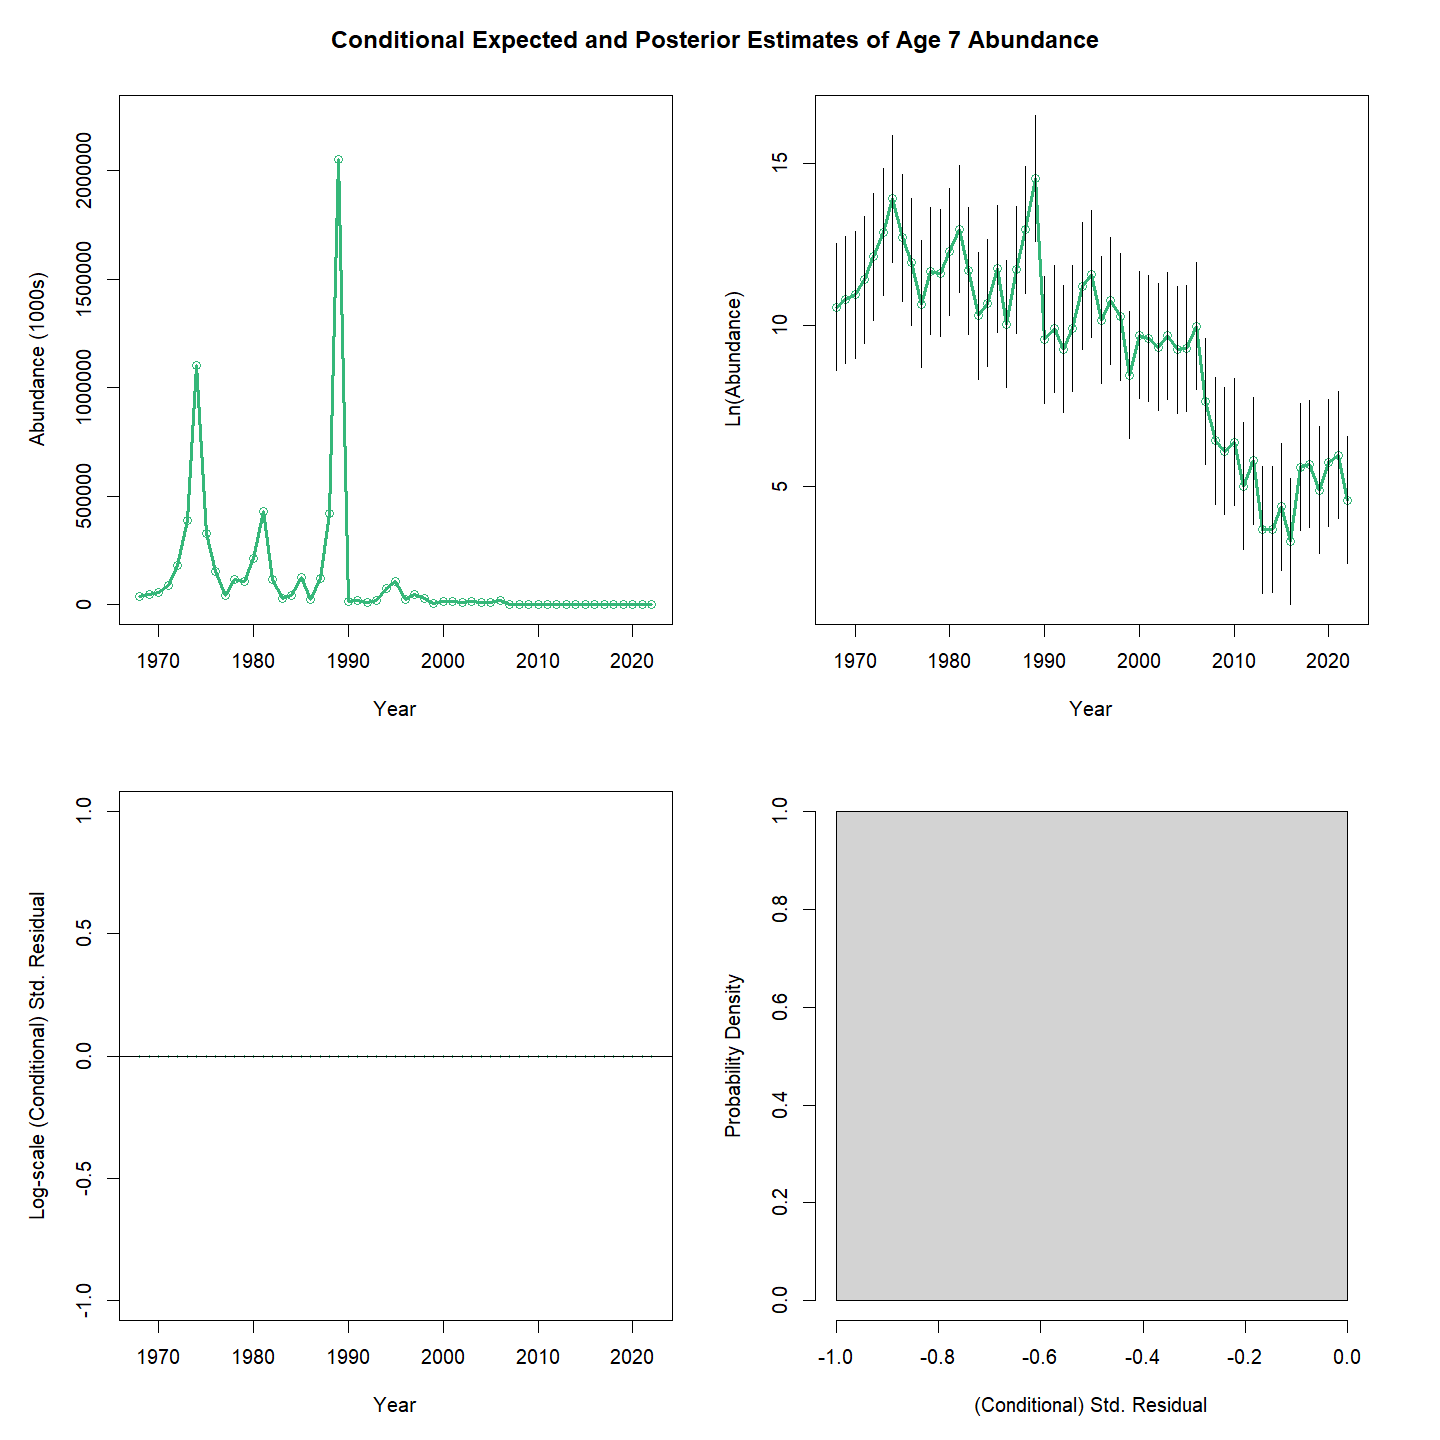 Conditional Expected and Posterior Estimates of Age 7 Abundance
Abundance (1000s)
2000000
1500000
1000000
500000
0
1970 1980 1990 2000 2010 2020
Year
Ln(Abundance)
15
10
5
1970 1980 1990 2000 2010 2020
Year
Log-scale (Conditional) Std. Residual
1.0
0.5
0.0
-0.5
-1.0
1970 1980 1990 2000 2010 2020
Year
Probability Density
1.0
0.8
0.6
0.4
0.2
0.0
-1.0 -0.8 -0.6 -0.4 -0.2 0.0
(Conditional) Std. Residual